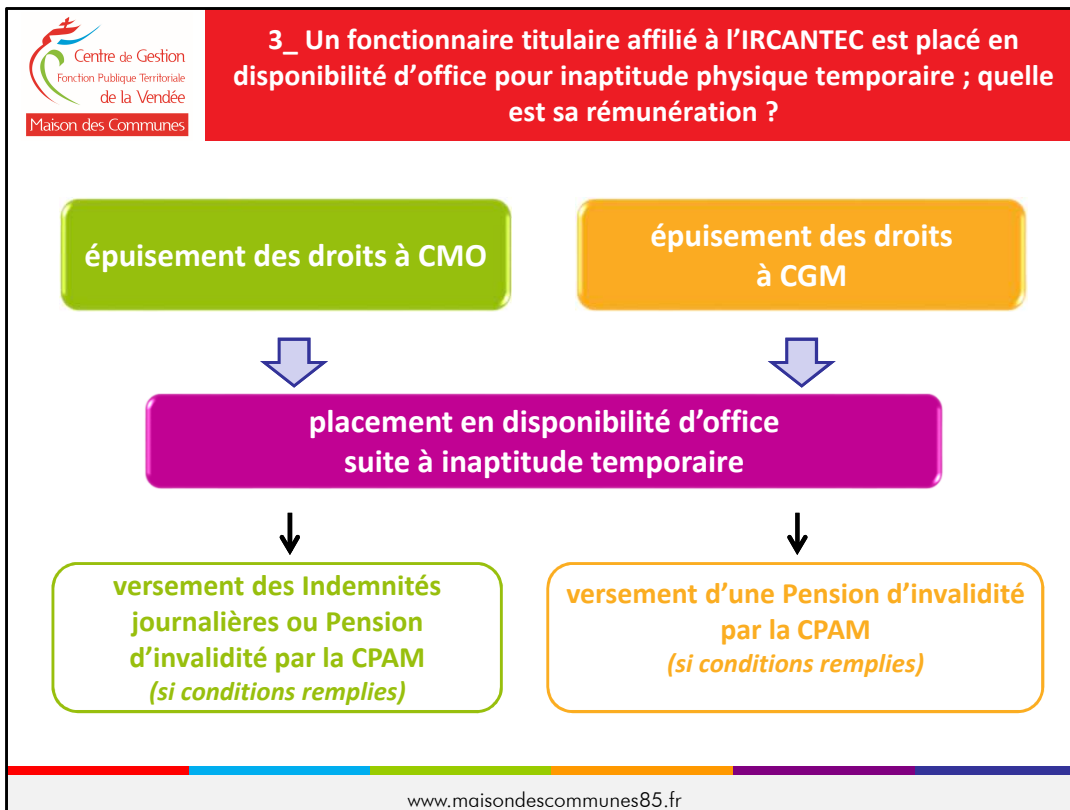 Centre de Gestion
Fonction Publique Territoriale
de la Vendée
Maison des Communes
3_ Un fonctionnaire titulaire affilié à l’IRCANTEC est placé en
disponibilité d’office pour inaptitude physique temporaire ; quelle
est sa rémunération ?
épuisement des droits à CMO
épuisement des droits
à CGM
placement en disponibilité d’office
suite à inaptitude temporaire
versement des Indemnités
journalières ou Pension
d’invalidité par la CPAM
(si conditions remplies)
versement d’une Pension d’invalidité
par la CPAM
(si conditions remplies)
www.maisondescommunes85.fr